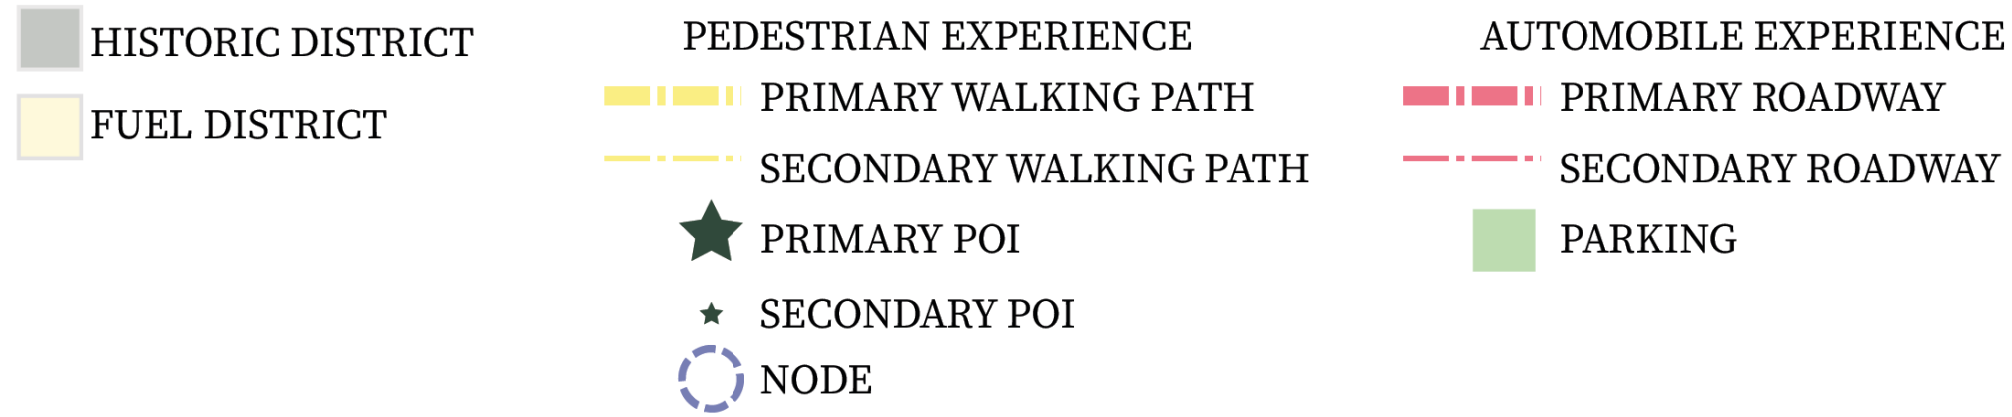 HISTORIC DISTRICT
FUEL DISTRICT
PEDESTRIAN EXPERIENCE
PRIMARY WALKING PATH
SECONDARY WALKING PATH
PRIMARY POI
SECONDARY POI
NODE
AUTOMOBILE EXPERIENCE
PRIMARY ROADWAY
SECONDARY ROADWAY
PARKING